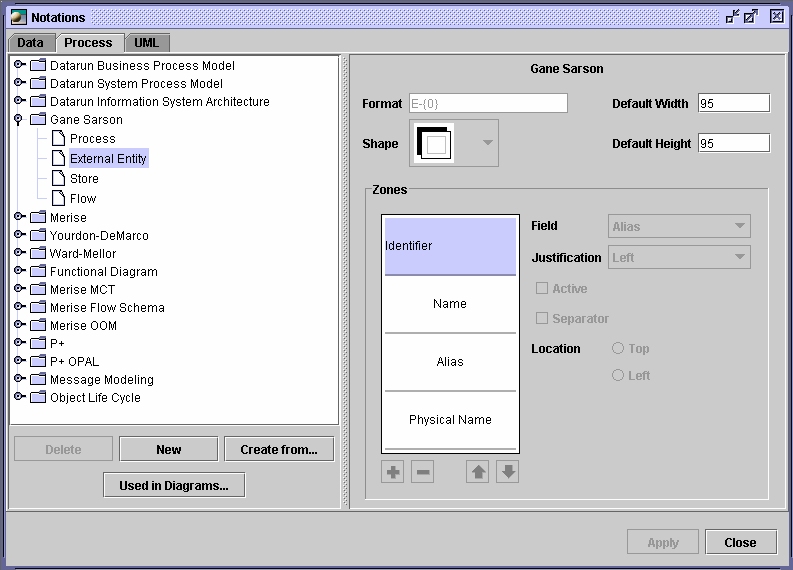 Notations
Data Process UML
Datarun Business Process Model
Datarun System Process Model
Datarun Information System Architecture
Gane Sarson
Process
External Entity
Store
Flow
Merise
Yourdon-DeMarco
Ward-Mellor
Functional Diagram
Merise MCT
Merise Flow Schema
Merise OOM
P+
P+ OPAL
Message Modeling
Object Life Cycle
Delete New Create from...
Used in Diagrams...
Gane Sarson
Format E-{0} Default Width 95
Shape Default Height 95
Zones
Identifier
Name
Alias
Physical Name
Field Alias
Justification Left
Active
Separator
Location Top
Left
Apply Close